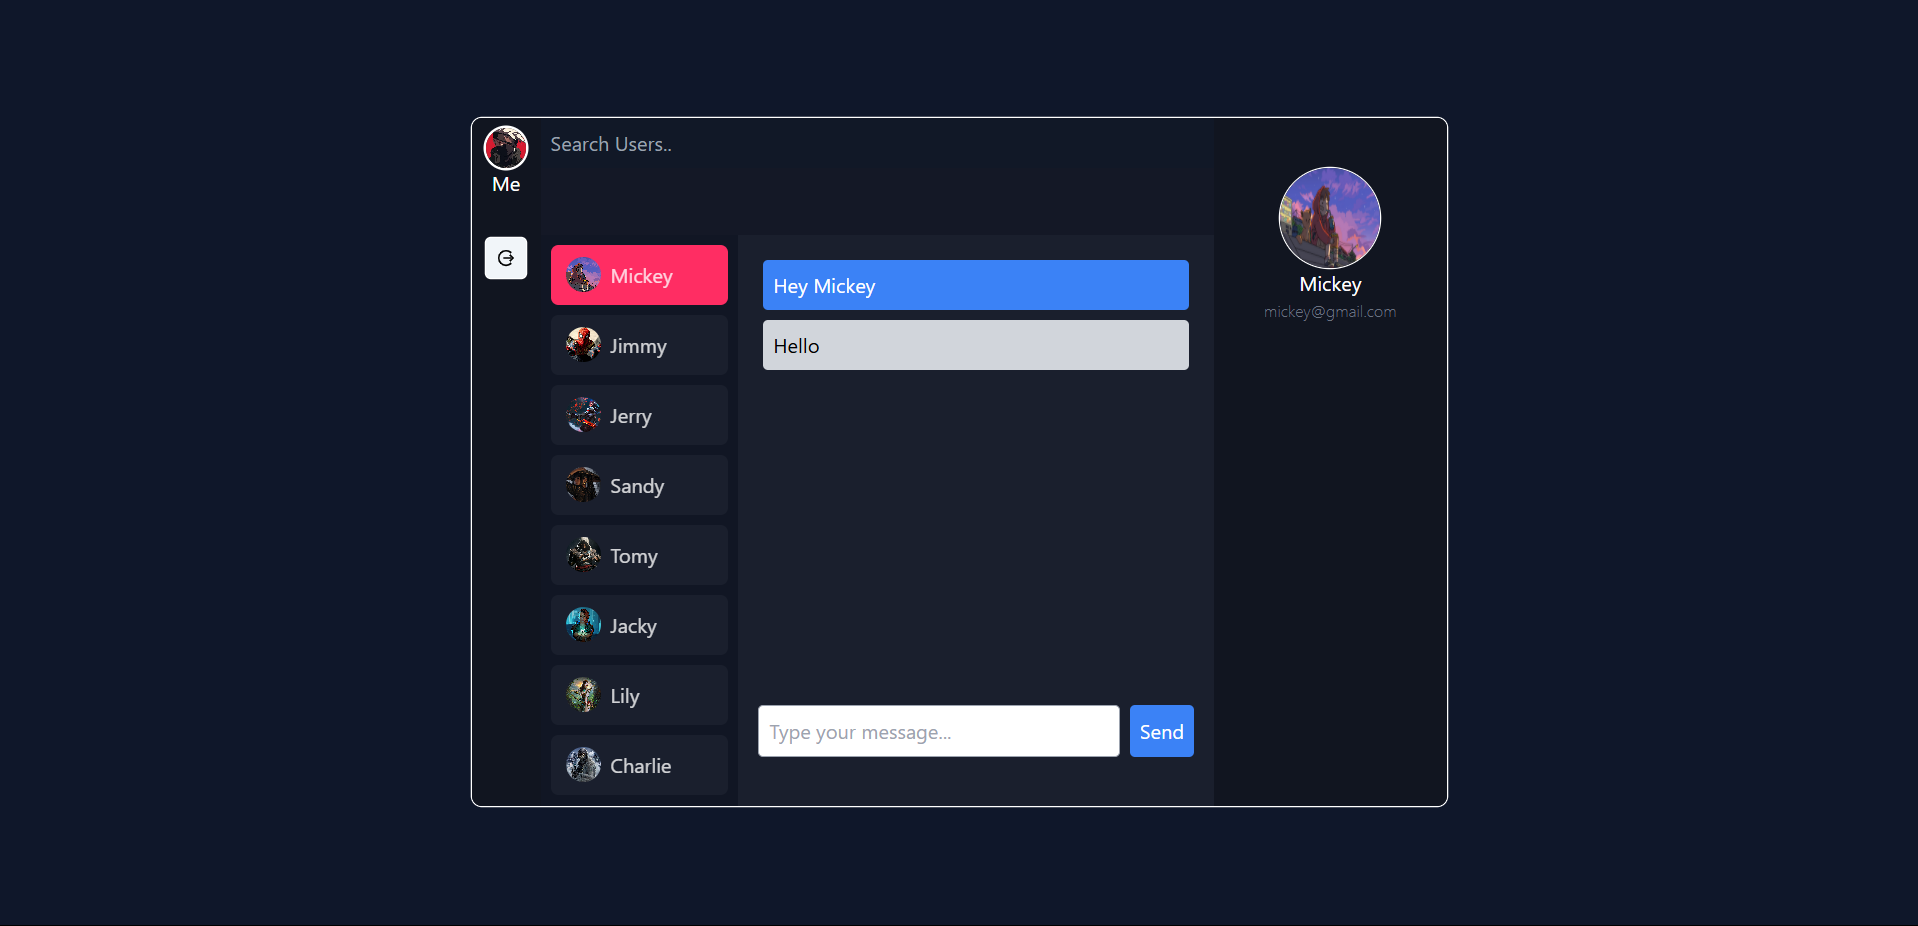 Me
Search Users..
Mickey
Jimmy
Jerry
Sandy
Tomy
Jacky
Lily
Charlie
Hey Mickey
Hello
Type your message...
Send
Mickey
mickey@gmail.com